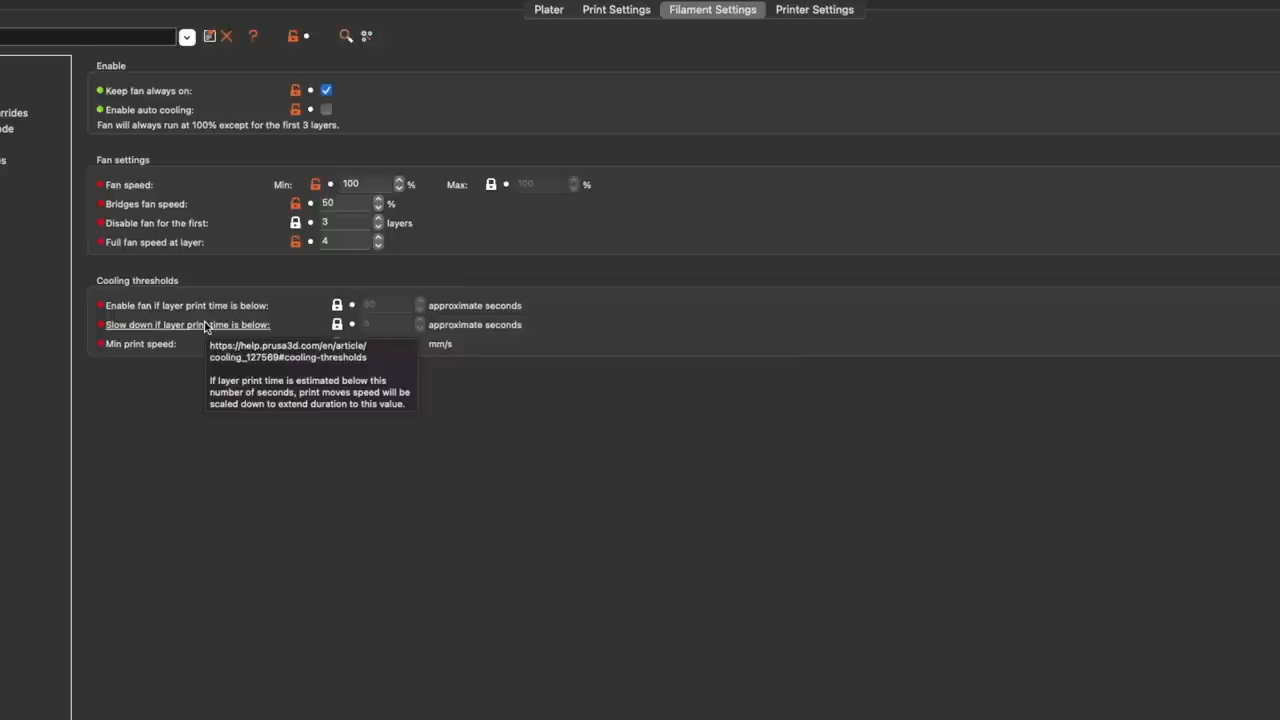 Plater Print Settings Filament Settings Printer Settings
?
Enable
Keep fan always on:
Enable auto cooling:
Fan will always run at 100% except for the first 3 layers.
Fan settings
Fan speed: Min: 100 % Max: 100 %
Bridges fan speed: 50 %
Disable fan for the first: 3 layers
Full fan speed at layer: 4
Cooling thresholds
Enable fan if layer print time is below: 60 approximate seconds
Slow down if layer print time is below: 5 approximate seconds
Min print speed: mm/s
https://help.prusa3d.com/en/article/
cooling_127569#cooling-thresholds
If layer print time is estimated below this
number of seconds, print moves speed will be
scaled down to extend duration to this value.
rrides
ode
s